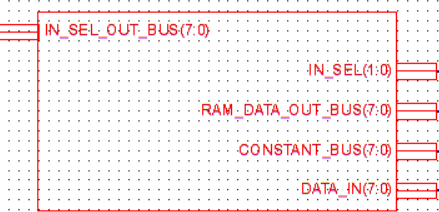 IN_SEL_OUT_BUS(7:0)
IN_SEL(1:0)
RAM_DATA_OUT_BUS(7:0)
CONSTANT_BUS(7:0)
DATA_IN(7:0)